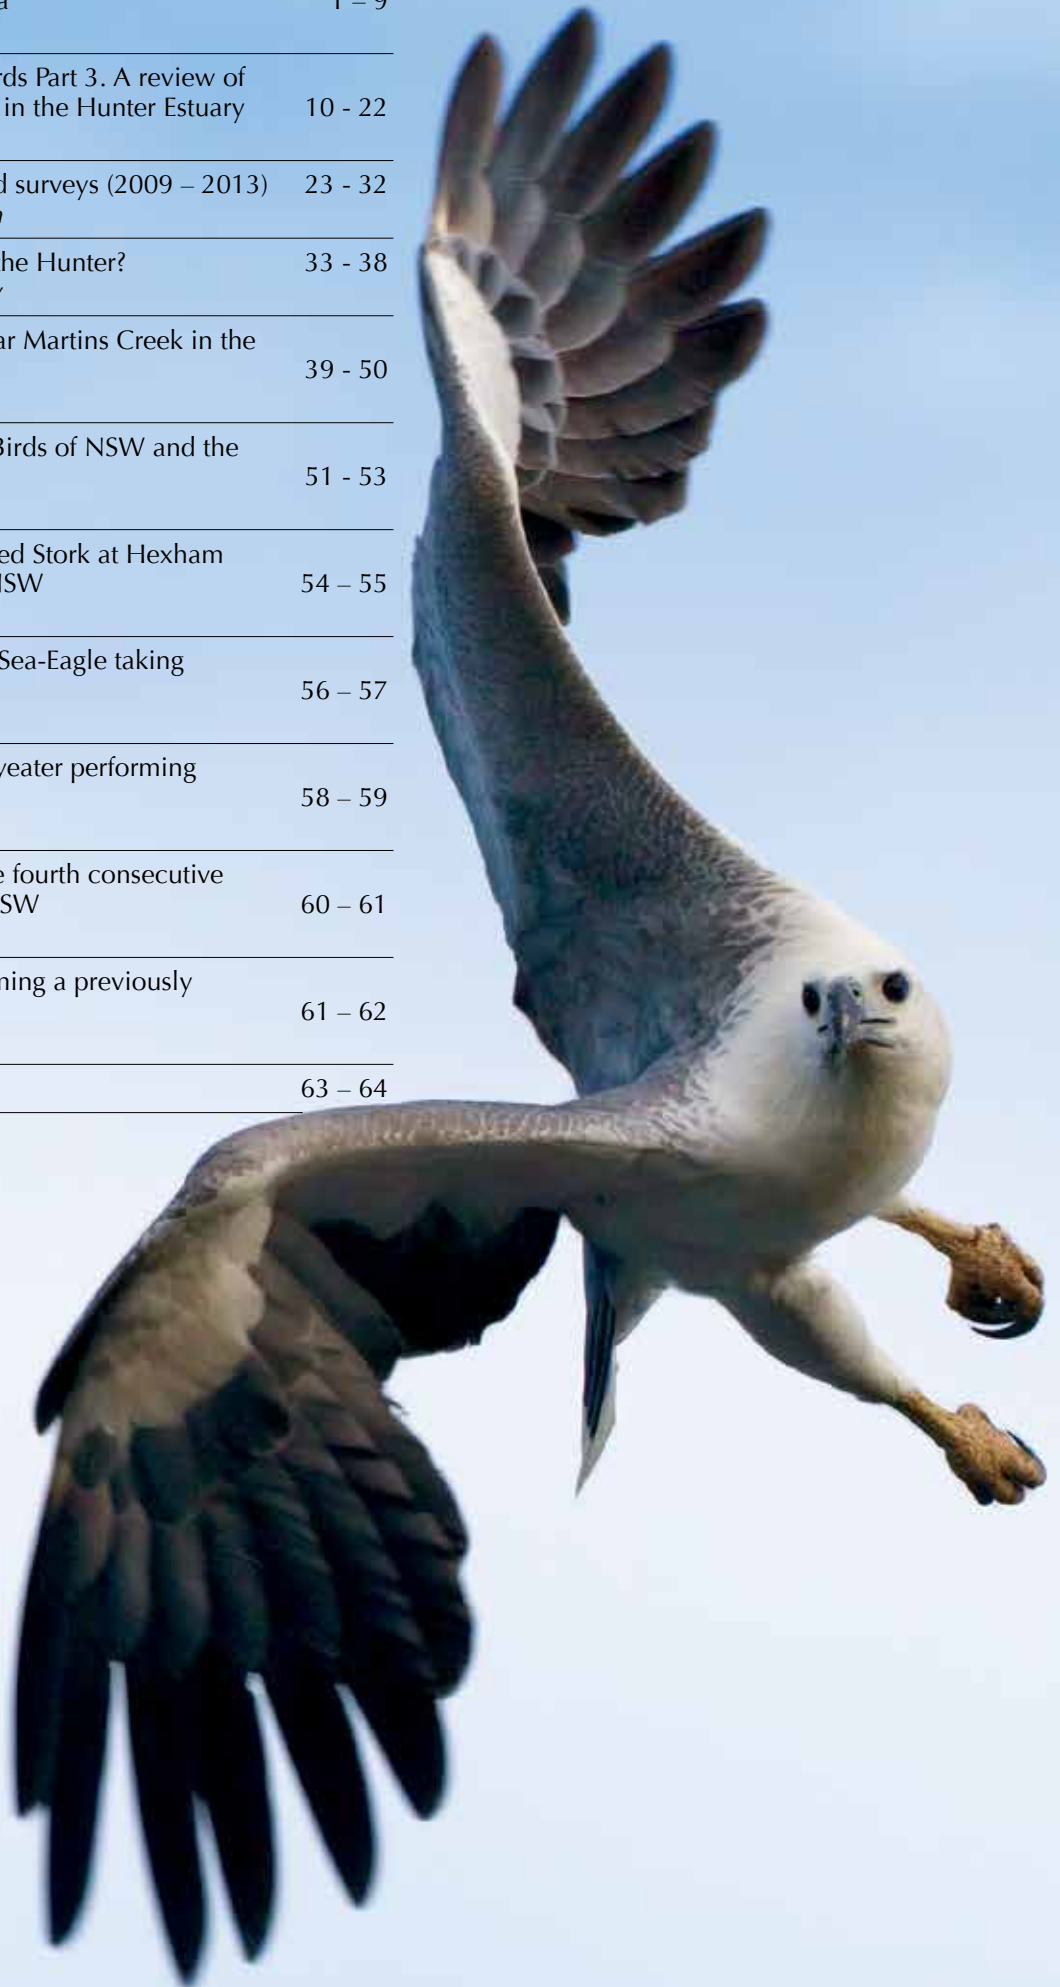 1 – 9
rds Part 3. A review of
in the Hunter Estuary 10 - 22
d surveys (2009 – 2013) 23 - 32
he Hunter? 33 - 38
ar Martins Creek in the
39 - 50
Birds of NSW and the
51 - 53
ed Stork at Hexham
54 – 55
Sea-Eagle taking
56 – 57
yeater performing
58 – 59
e fourth consecutive
SW 60 – 61
ning a previously
61 – 62
63 – 64